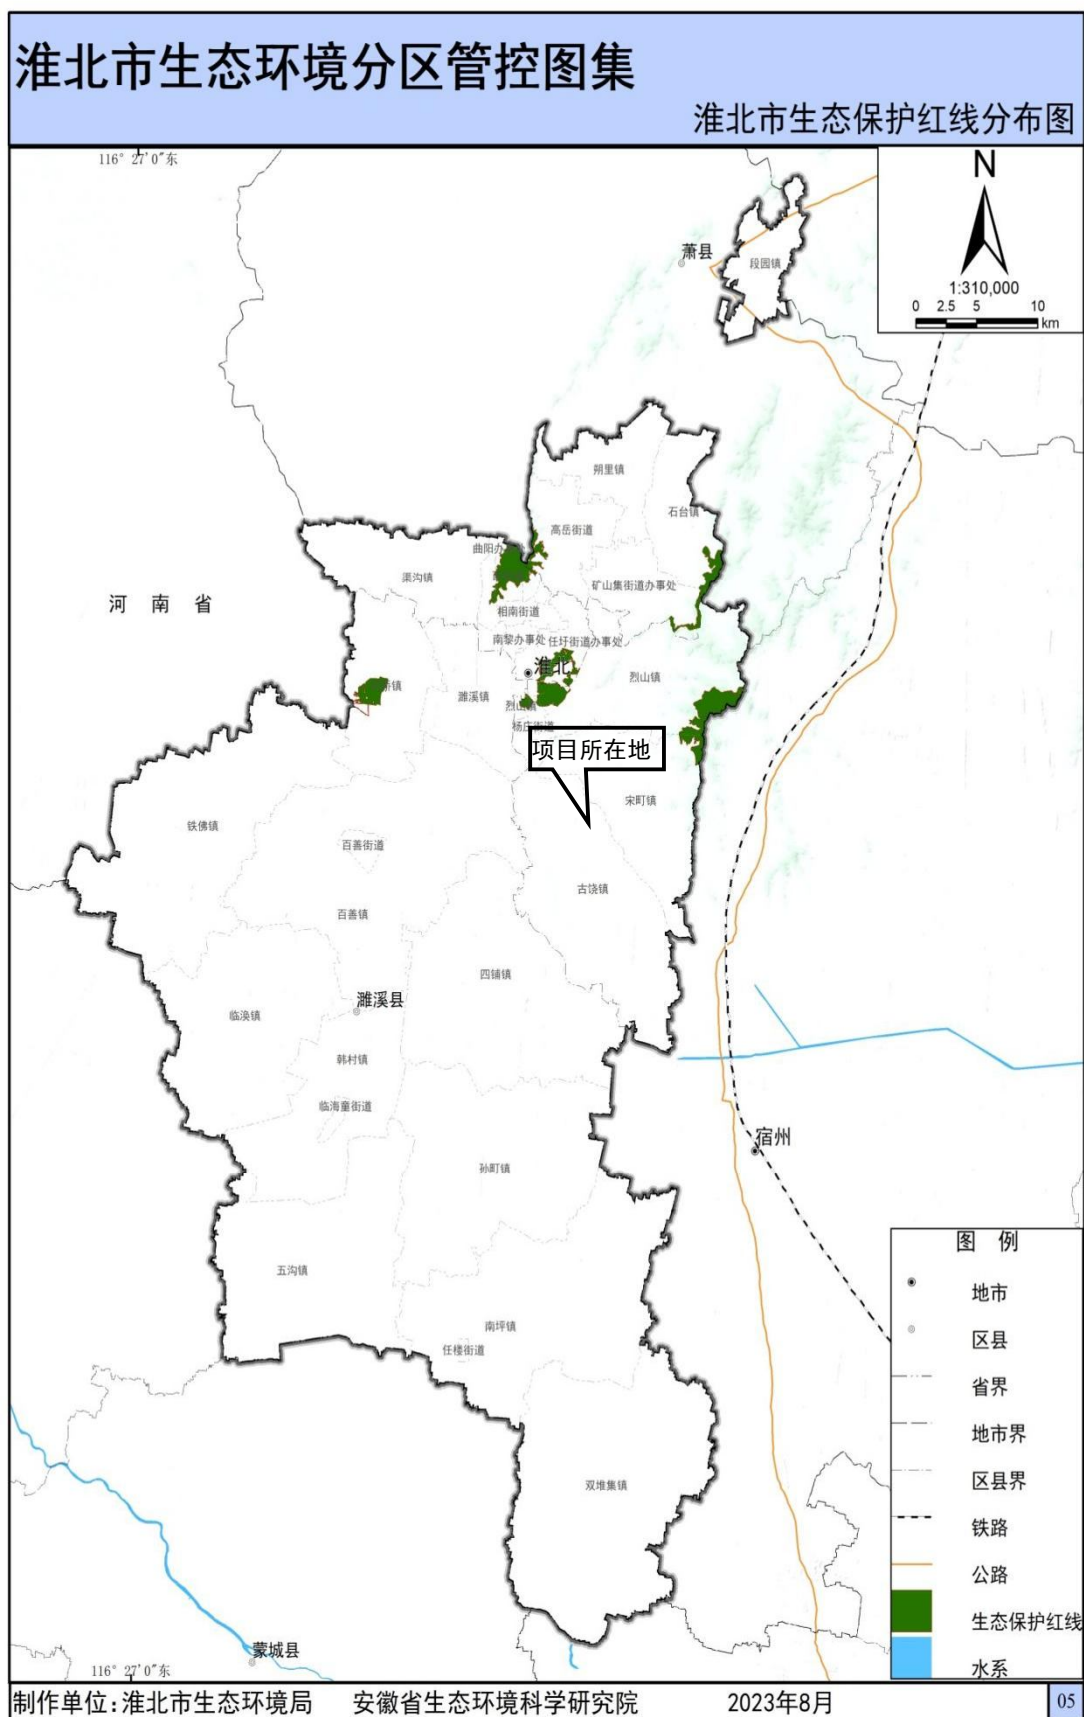 淮北市生态环境分区管控图集
淮北市生态保护红线分布图
116° 27′0″东
N
1:310,000
0 2.5 5 10
km
萧县
段园镇
朔里镇
石台镇
高岳街道
曲阳办
渠沟镇
矿山集街道办事处
相南街道
河南省
南黎办事处
任圩街道办事处
淮北
烈山镇
桥镇
濉溪镇
烈山镇
杨庄街道
项目所在地
宋町镇
铁佛镇
百善街道
古饶镇
百善镇
四铺镇
濉溪县
临涣镇
韩村镇
临海童街道
宿州
孙町镇
五沟镇
南坪镇
任楼街道
双堆集镇
蒙城县
图 例
地市
区县
省界
地市界
区县界
铁路
公路
生态保护红线
水系
116° 27′0″东
制作单位:淮北市生态环境局 安徽省生态环境科学研究院 2023年8月 05